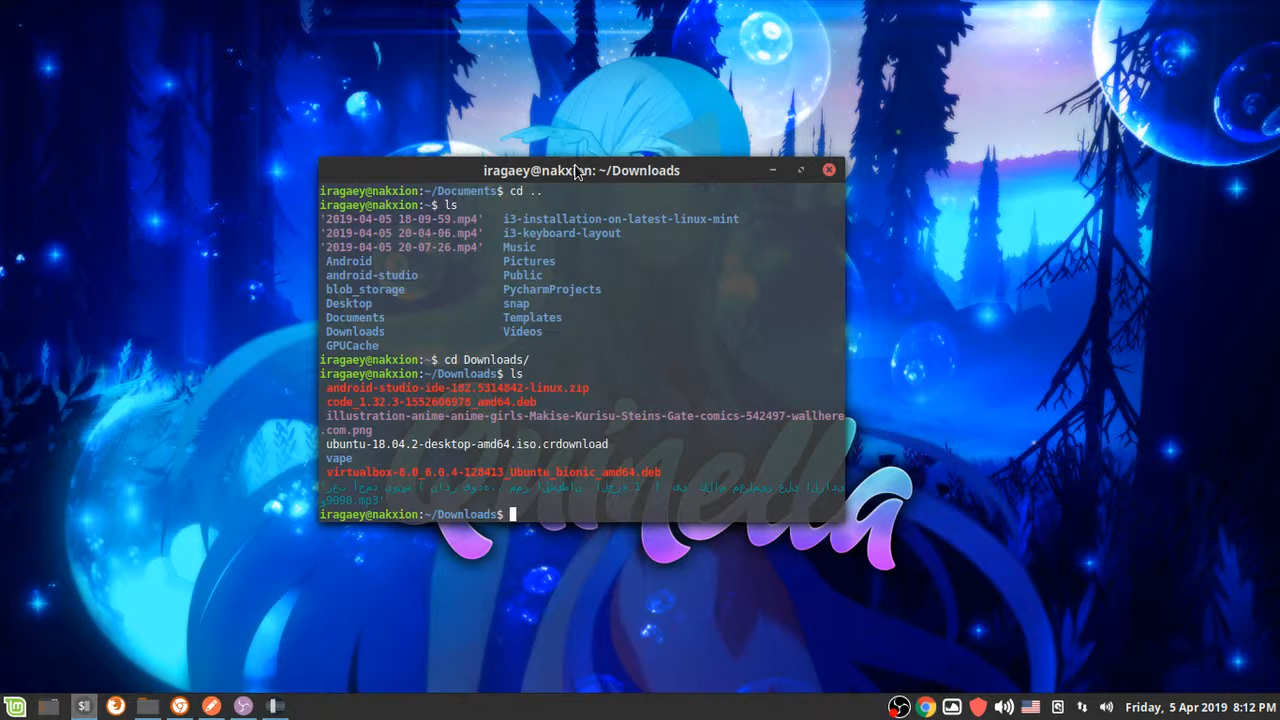 iragaey@nakxion: ~/Downloads
iragaey@nakxion:~/Documents$ cd ..
iragaey@nakxion:~$ ls
'2019-04-05 18-09-59.mp4' i3-installation-on-latest-linux-mint
'2019-04-05 20-04-06.mp4' i3-keyboard-layout
'2019-04-05 20-07-26.mp4' Music
Android Pictures
android-studio Public
blob_storage PycharmProjects
Desktop snap
Documents Templates
Downloads Videos
GPUCache
iragaey@nakxion:~$ cd Downloads/
iragaey@nakxion:~/Downloads$ ls
android-studio-ide-182.5314842-linux.zip
code_1.32.3-1552606978_amd64.deb
illustration-anime-anime-girls-Makise-Kurisu-Steins-Gate-comics-542497-wallhere
.com.png
ubuntu-18.04.2-desktop-amd64.iso.crdownload
vape
virtualbox-6.0_6.0.4-128413_Ubuntu_bionic_amd64.deb
9090.mp3'
iragaey@nakxion:~/Downloads$
Friday, 5 Apr 2019 8:12 PM